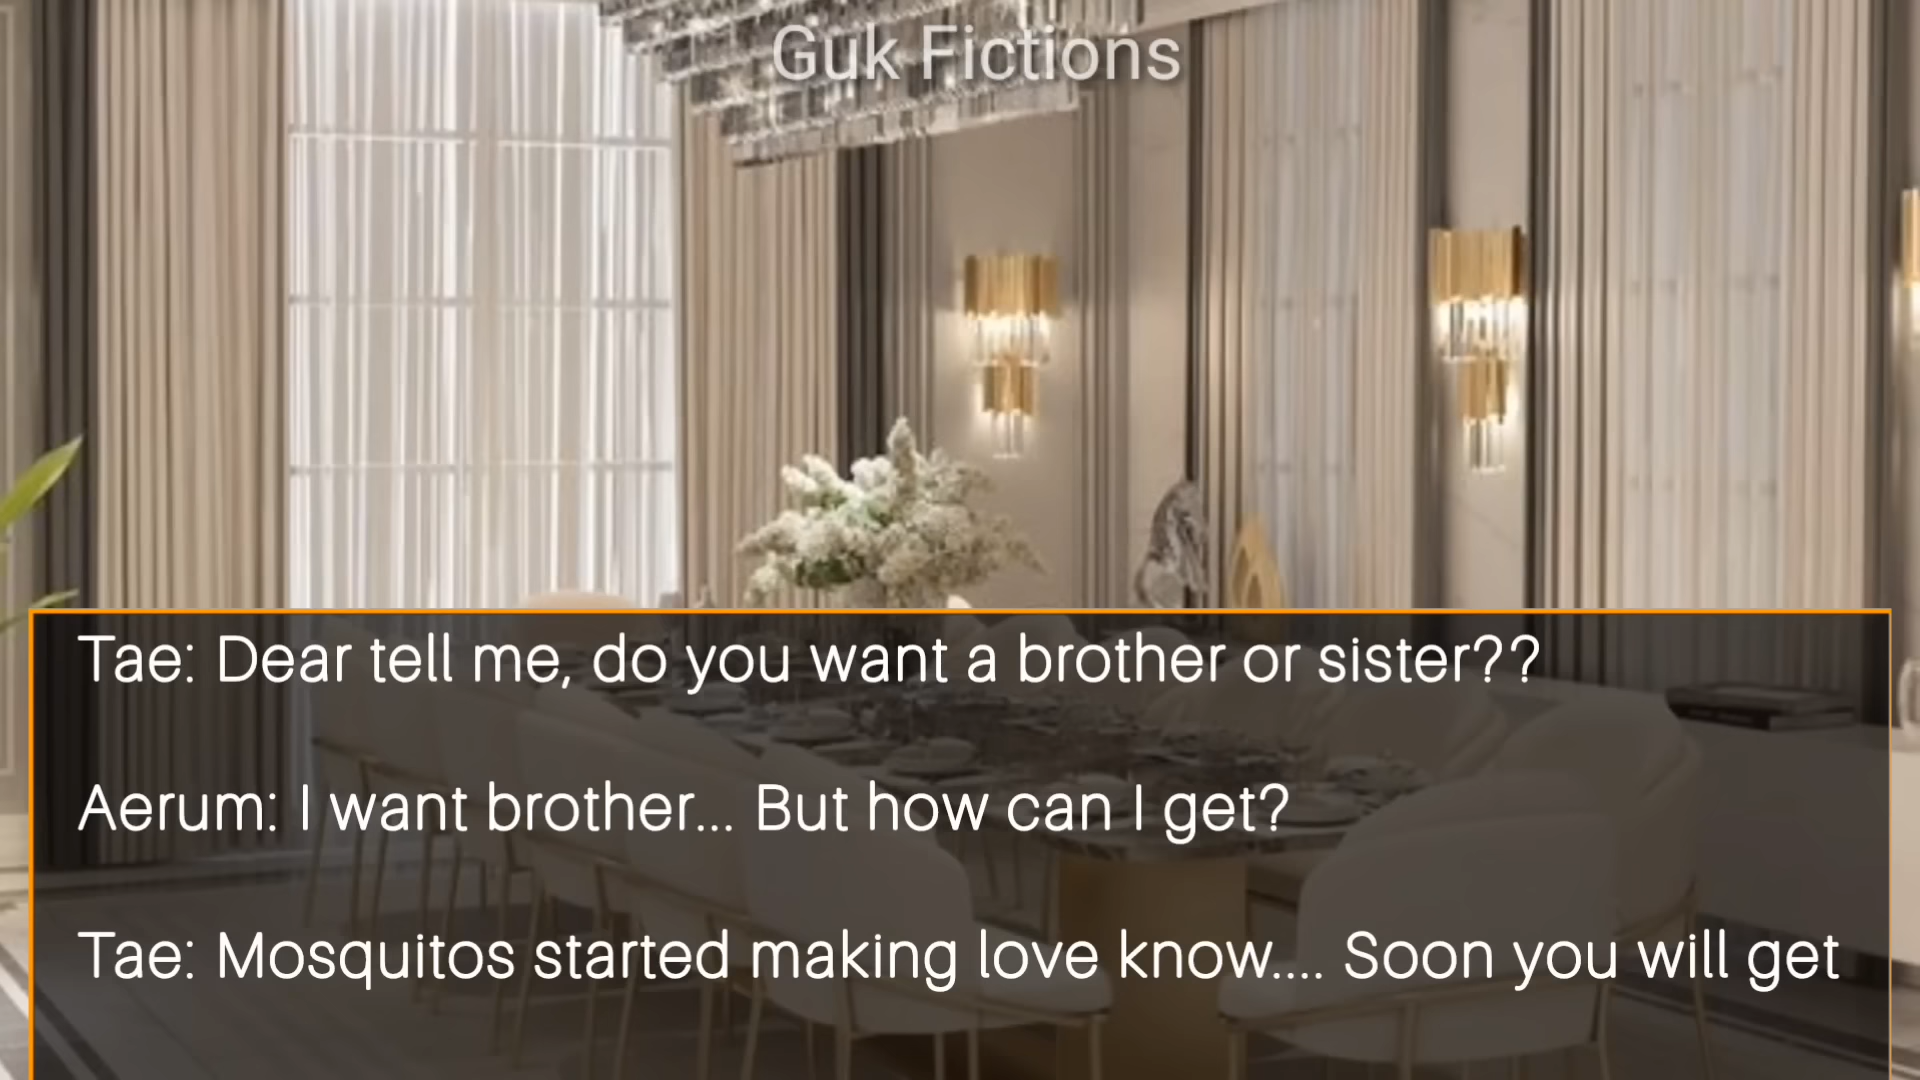 Guk Fictions
Tae: Dear tell me, do you want a brother or sister??
Aerum: I want brother... But how can I get?
Tae: Mosquitos started making love know.... Soon you will get